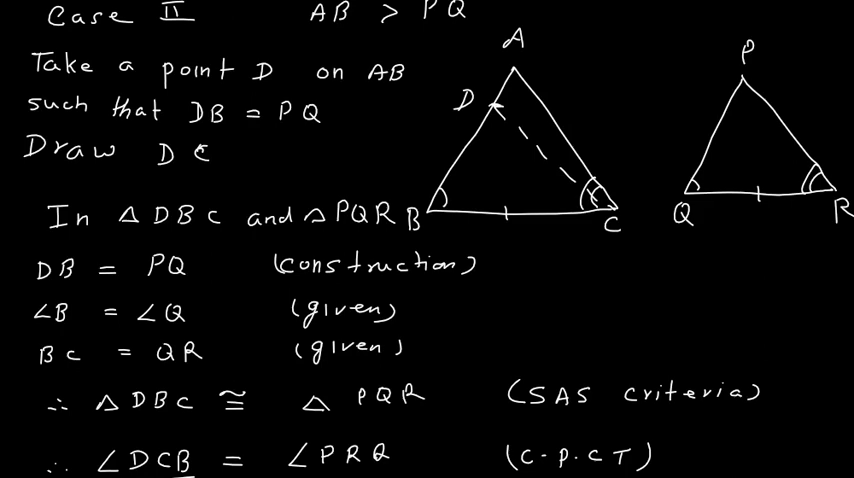 Case II AB > PQ
Take a point D on AB
such that DB = PQ
Draw DC
In △DBC and △PQR
DB = PQ (construction)
∠B = ∠Q (given)
BC = QR (given)
∴ △DBC ≅ △PQR (SAS criteria)
∴ ∠DCB = ∠PRQ (C-P.CT)
A
D
B
C
P
Q
R